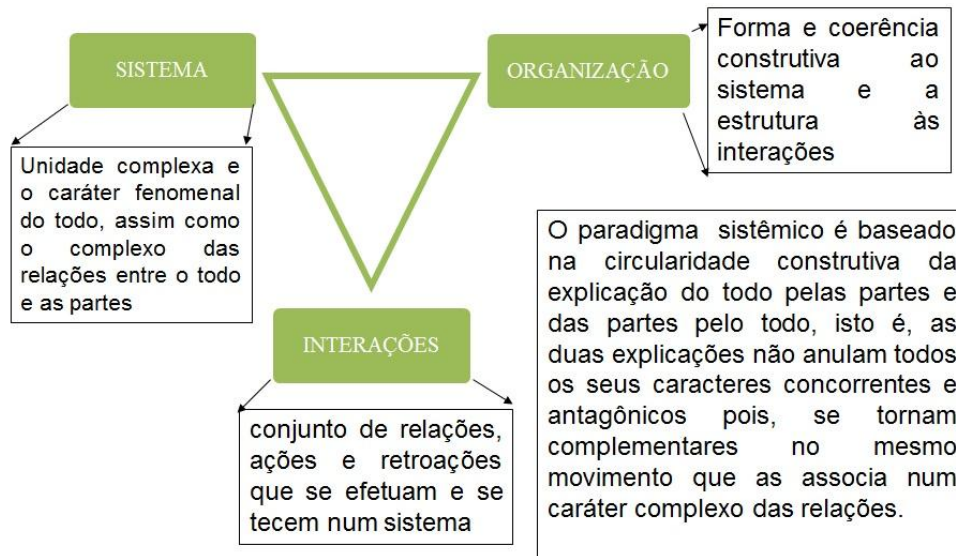 SISTEMA
Unidade complexa e
o caráter fenomenal
do todo, assim como
o complexo das
relações entre o todo
e as partes
ORGANIZAÇÃO
Forma e coerência
construtiva ao
sistema e a
estrutura às
interações
INTERAÇÕES
conjunto de relações,
ações e retroações
que se efetuam e se
tecem num sistema
O paradigma sistêmico é baseado
na circularidade construtiva da
explicação do todo pelas partes e
das partes pelo todo, isto é, as
duas explicações não anulam todos
os seus caracteres concorrentes e
antagônicos pois, se tornam
complementares no mesmo
movimento que as associa num
caráter complexo das relações.